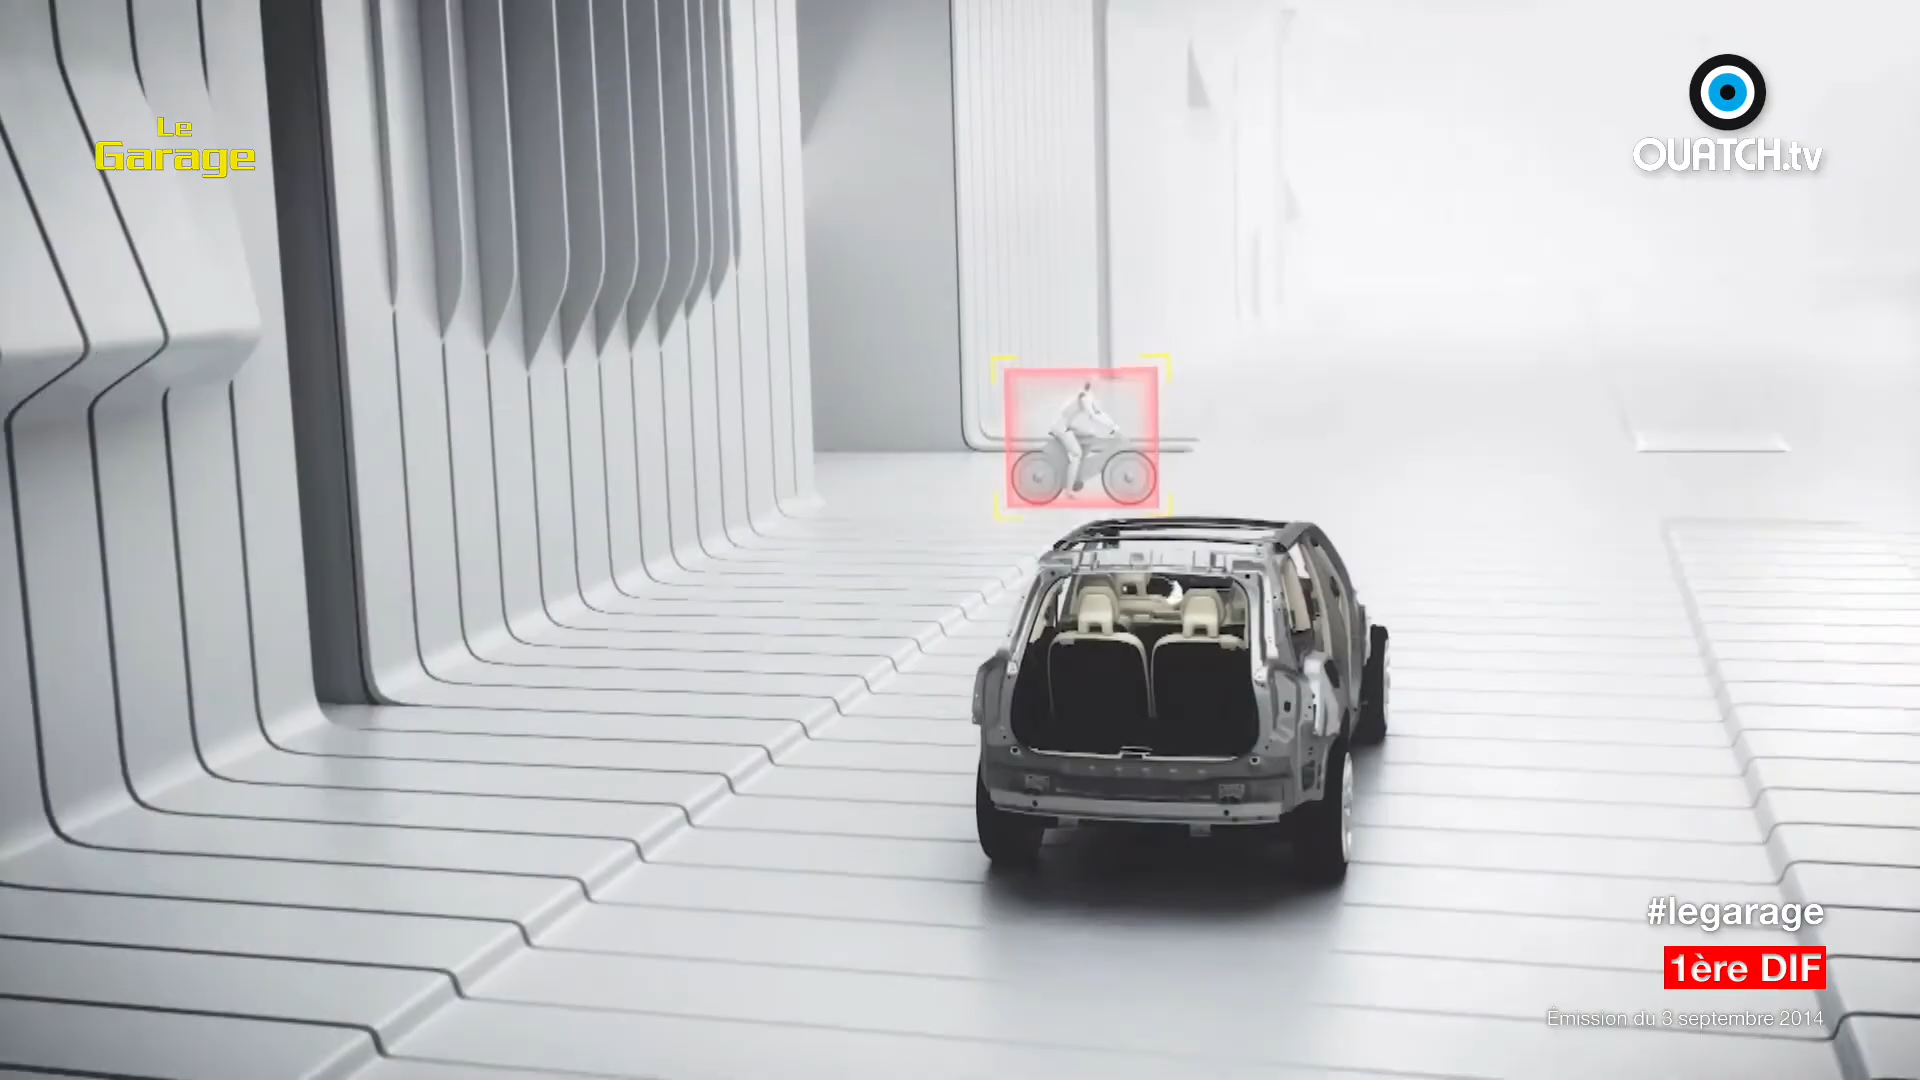 Le
Garage
OUATCH.tv
#legarage
1ère DIF
Émission du 3 septembre 2014